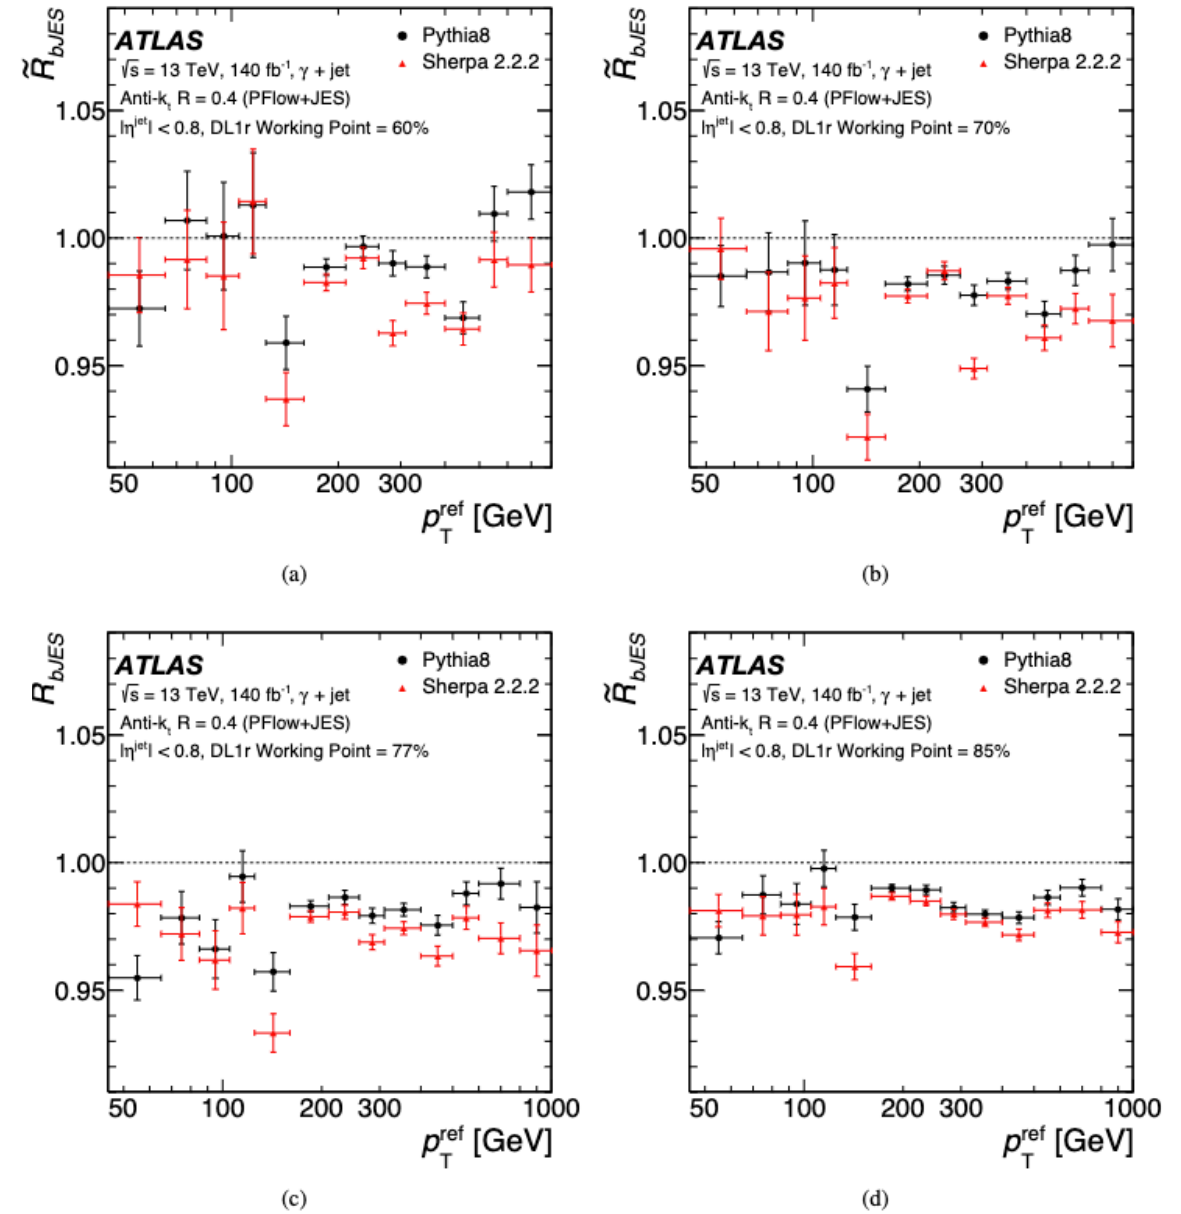 R̃bJES
ATLAS
√s = 13 TeV, 140 fb⁻¹, γ + jet
Anti-kt R = 0.4 (PFlow+JES)
|ηjet| < 0.8, DL1r Working Point = 60%
Pythia8
Sherpa 2.2.2
1.05
1.00
0.95
50 100 200 300
pTref [GeV]
(a)
R̃bJES
ATLAS
√s = 13 TeV, 140 fb⁻¹, γ + jet
Anti-kt R = 0.4 (PFlow+JES)
|ηjet| < 0.8, DL1r Working Point = 70%
Pythia8
Sherpa 2.2.2
1.05
1.00
0.95
50 100 200 300
pTref [GeV]
(b)
RbJES
ATLAS
√s = 13 TeV, 140 fb⁻¹, γ + jet
Anti-kt R = 0.4 (PFlow+JES)
|ηjet| < 0.8, DL1r Working Point = 77%
Pythia8
Sherpa 2.2.2
1.05
1.00
0.95
50 100 200 300 1000
pTref [GeV]
(c)
R̃bJES
ATLAS
√s = 13 TeV, 140 fb⁻¹, γ + jet
Anti-kt R = 0.4 (PFlow+JES)
|ηjet| < 0.8, DL1r Working Point = 85%
Pythia8
Sherpa 2.2.2
1.05
1.00
0.95
50 100 200 300 1000
pTref [GeV]
(d)